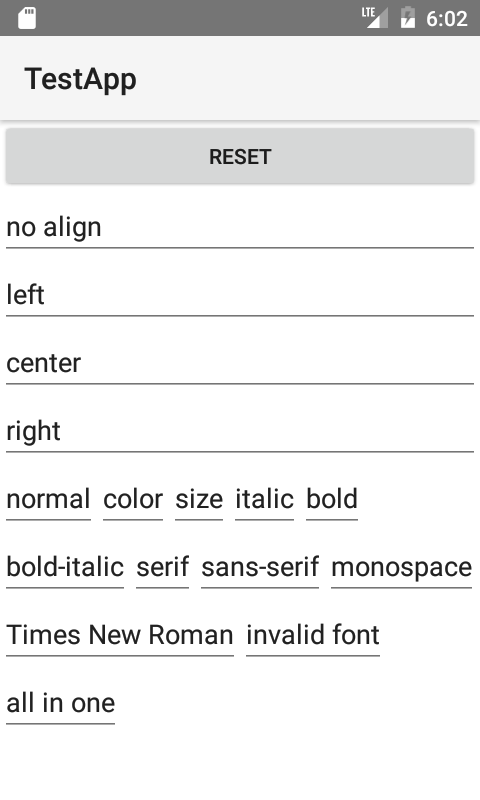 LTE 6:02
TestApp
RESET
no align
left
center
right
normal color size italic bold
bold-italic serif sans-serif monospace
Times New Roman invalid font
all in one